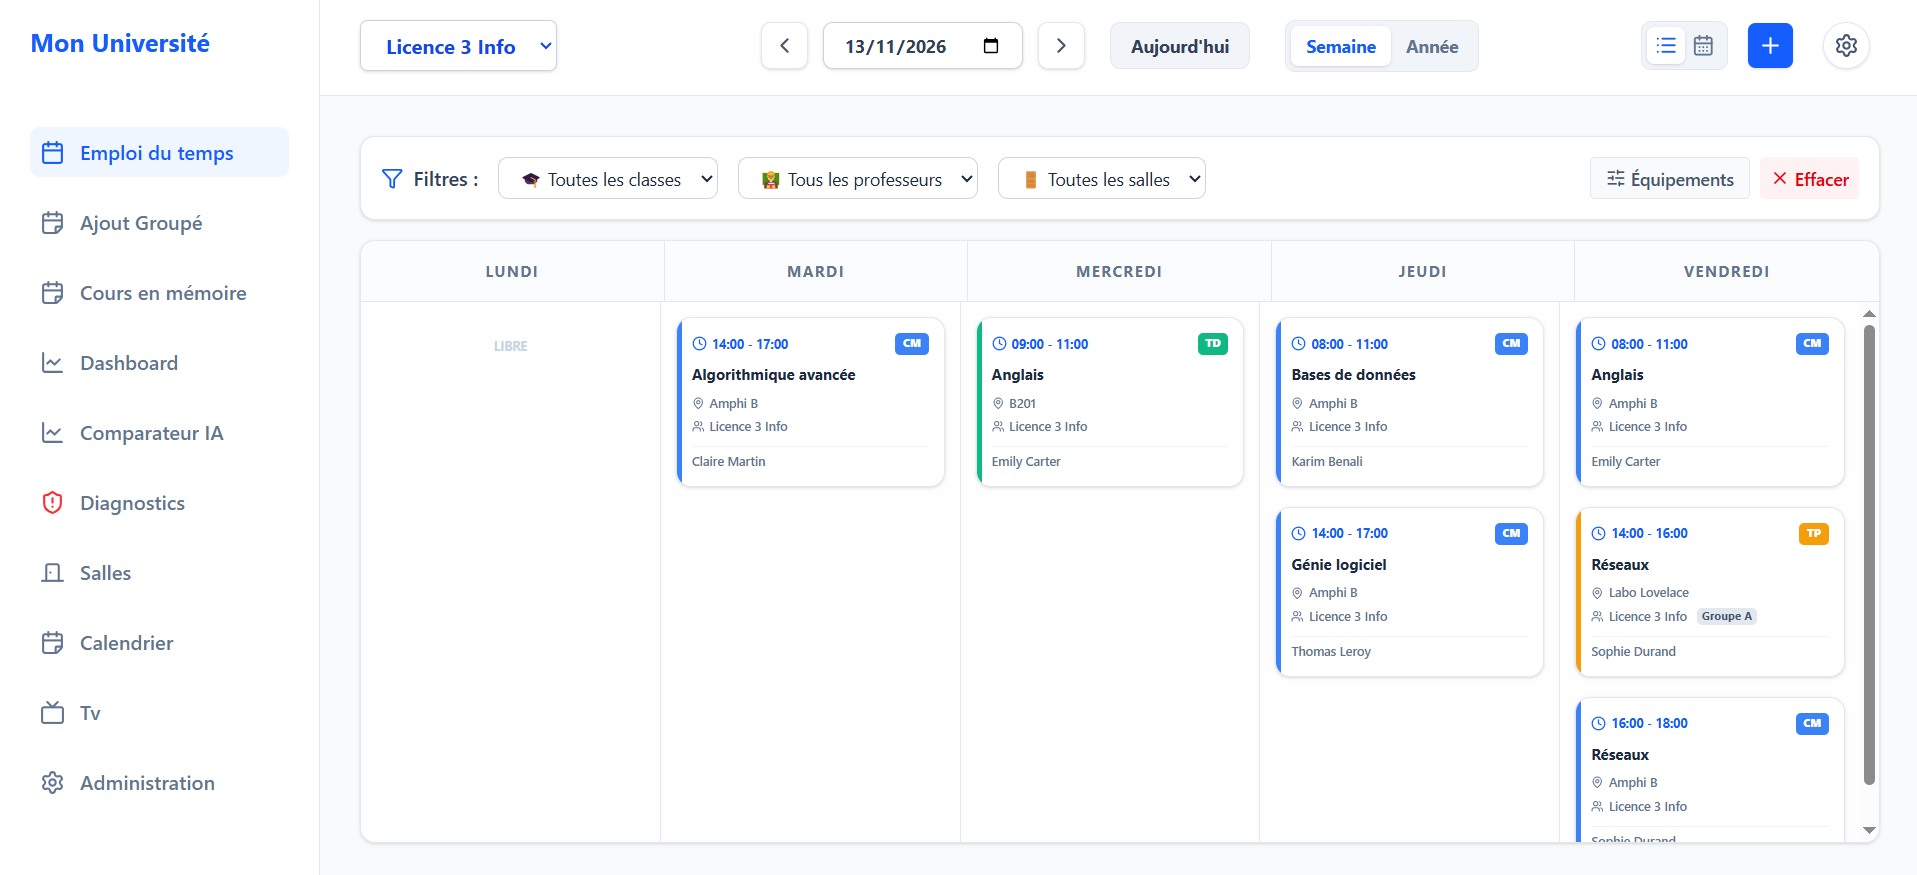 Mon Université
Licence 3 Info
13/11/2026
Aujourd'hui
Semaine
Année
Emploi du temps
Ajout Groupé
Cours en mémoire
Dashboard
Comparateur IA
Diagnostics
Salles
Calendrier
Tv
Administration
Filtres :
Toutes les classes
Tous les professeurs
Toutes les salles
Équipements
Effacer
LUNDI
MARDI
MERCREDI
JEUDI
VENDREDI
LIBRE
14:00 - 17:00 CM
Algorithmique avancée
Amphi B
Licence 3 Info
Claire Martin
09:00 - 11:00 TD
Anglais
B201
Licence 3 Info
Emily Carter
08:00 - 11:00 CM
Bases de données
Amphi B
Licence 3 Info
Karim Benali
14:00 - 17:00 CM
Génie logiciel
Amphi B
Licence 3 Info
Thomas Leroy
08:00 - 11:00 CM
Anglais
Amphi B
Licence 3 Info
Emily Carter
14:00 - 16:00 TP
Réseaux
Labo Lovelace
Licence 3 Info Groupe A
Sophie Durand
16:00 - 18:00 CM
Réseaux
Amphi B
Licence 3 Info
Sophie Durand